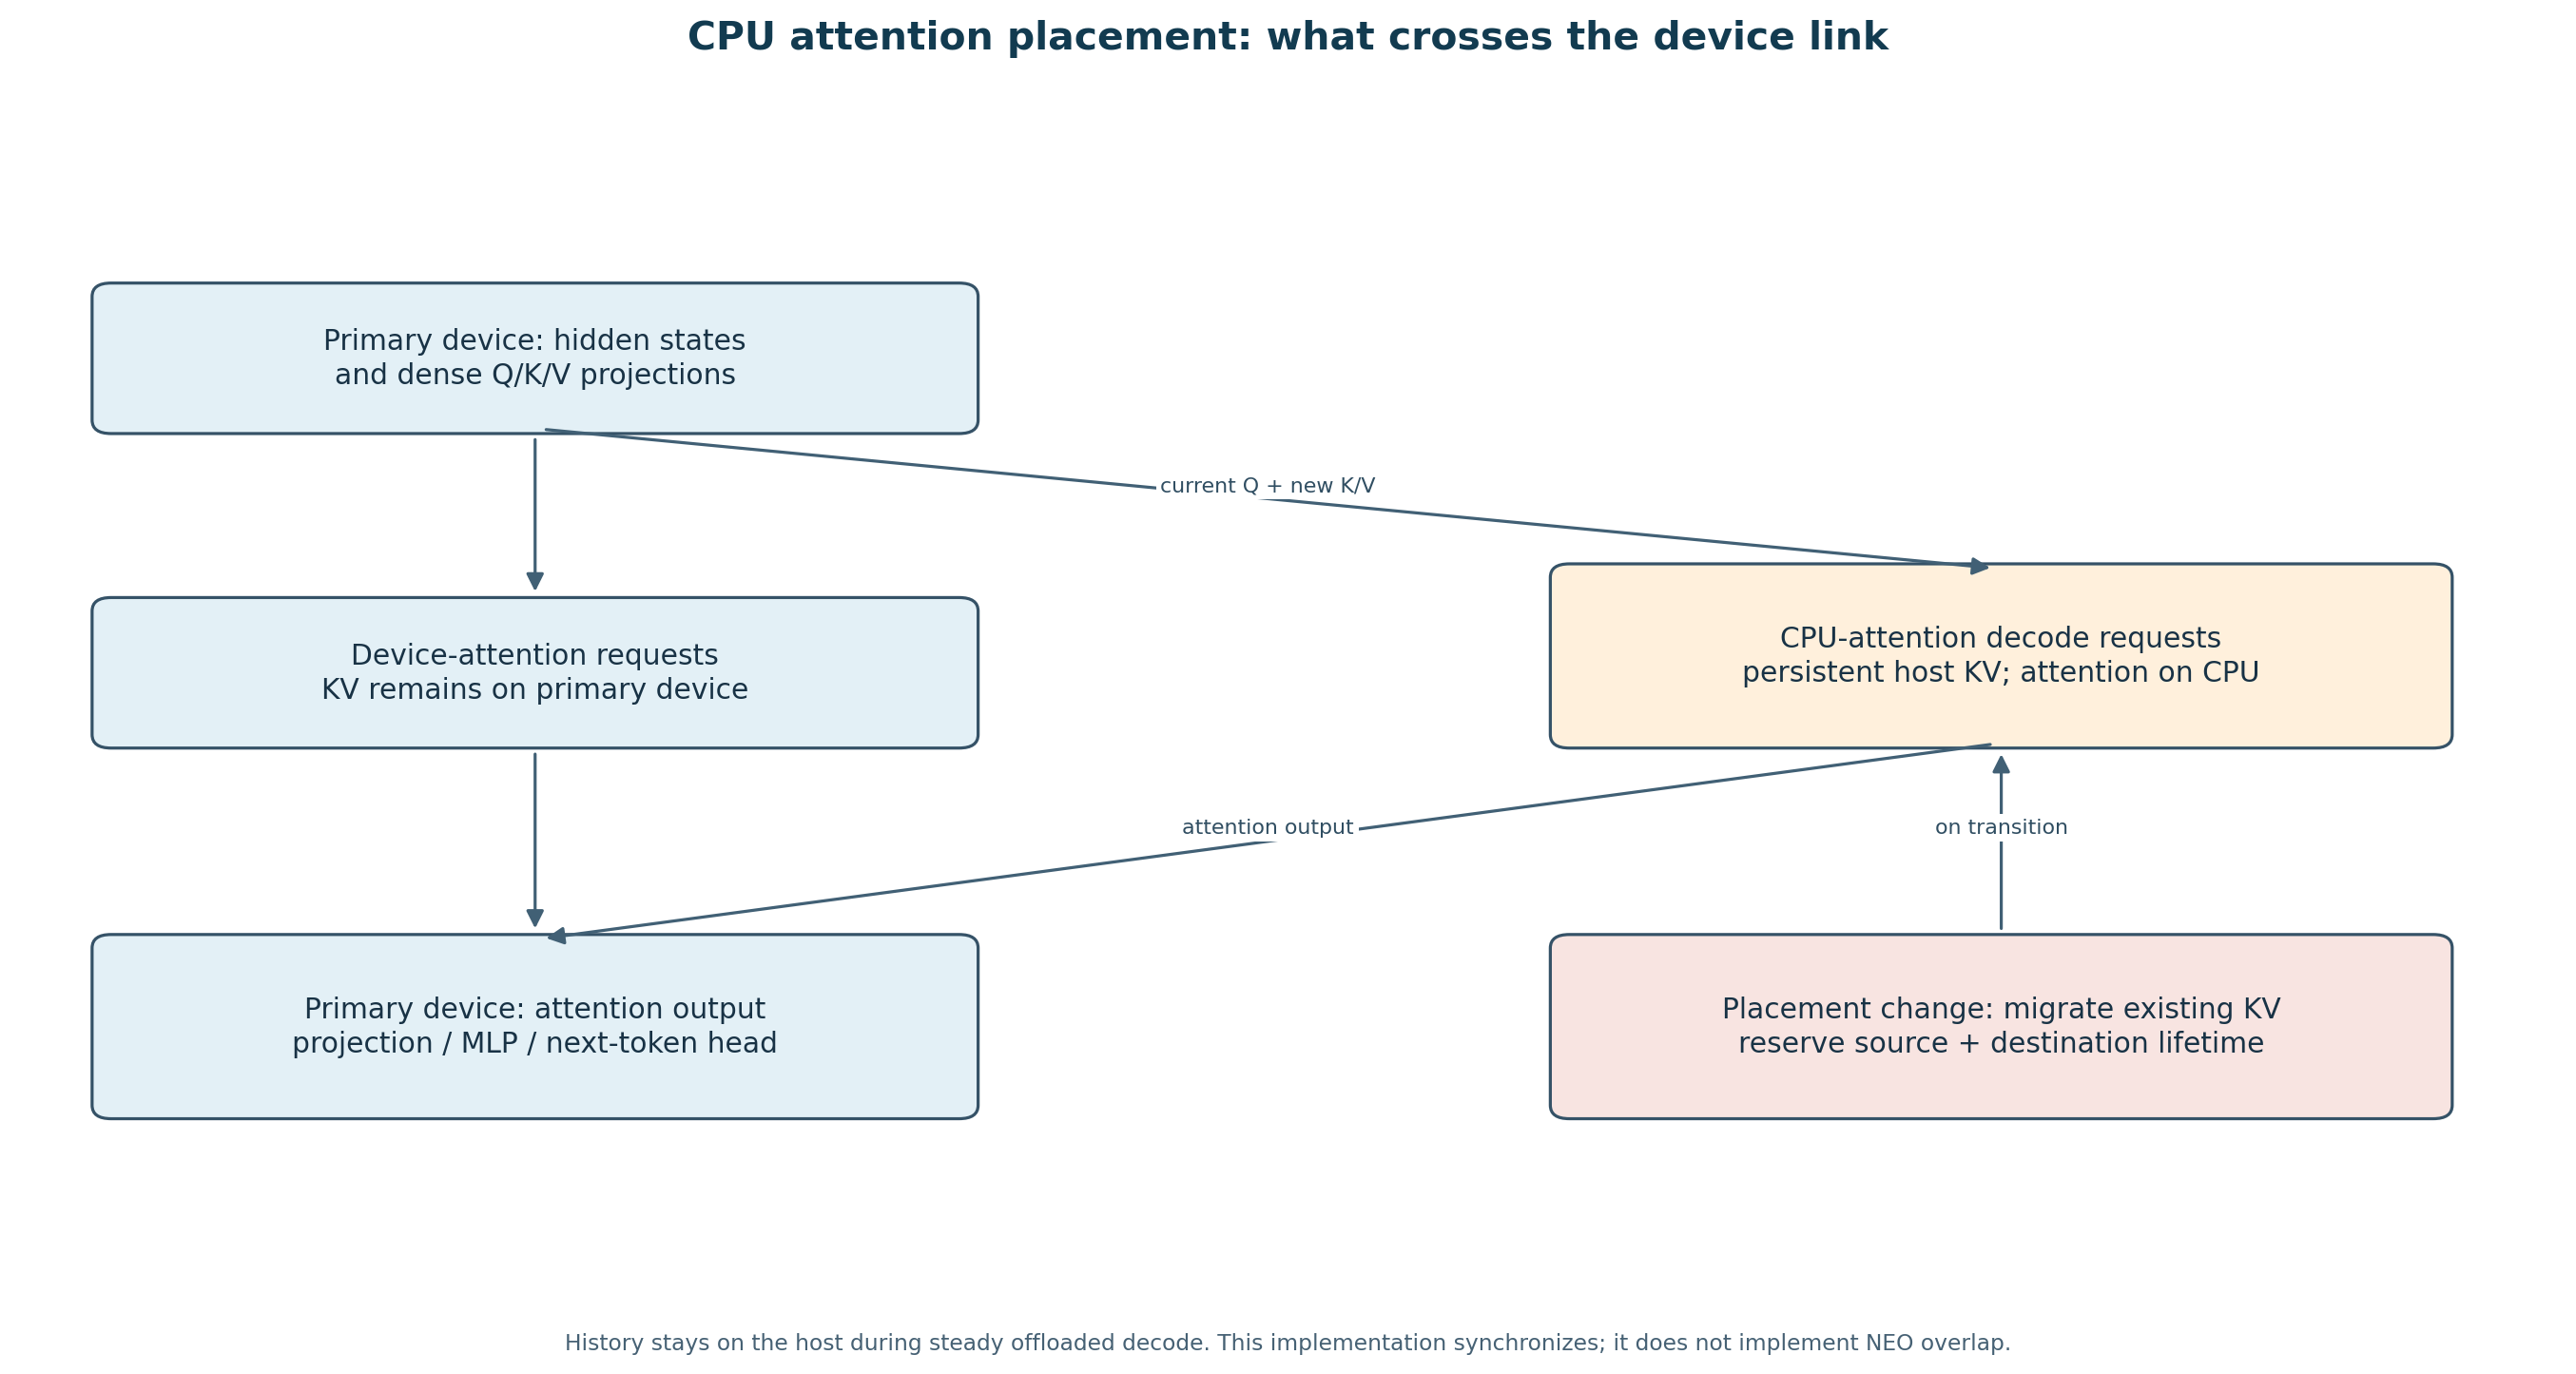 CPU attention placement: what crosses the device link
Primary device: hidden states
and dense Q/K/V projections
current Q + new K/V
Device-attention requests
KV remains on primary device
CPU-attention decode requests
persistent host KV; attention on CPU
attention output
on transition
Primary device: attention output
projection / MLP / next-token head
Placement change: migrate existing KV
reserve source + destination lifetime
History stays on the host during steady offloaded decode. This implementation synchronizes; it does not implement NEO overlap.